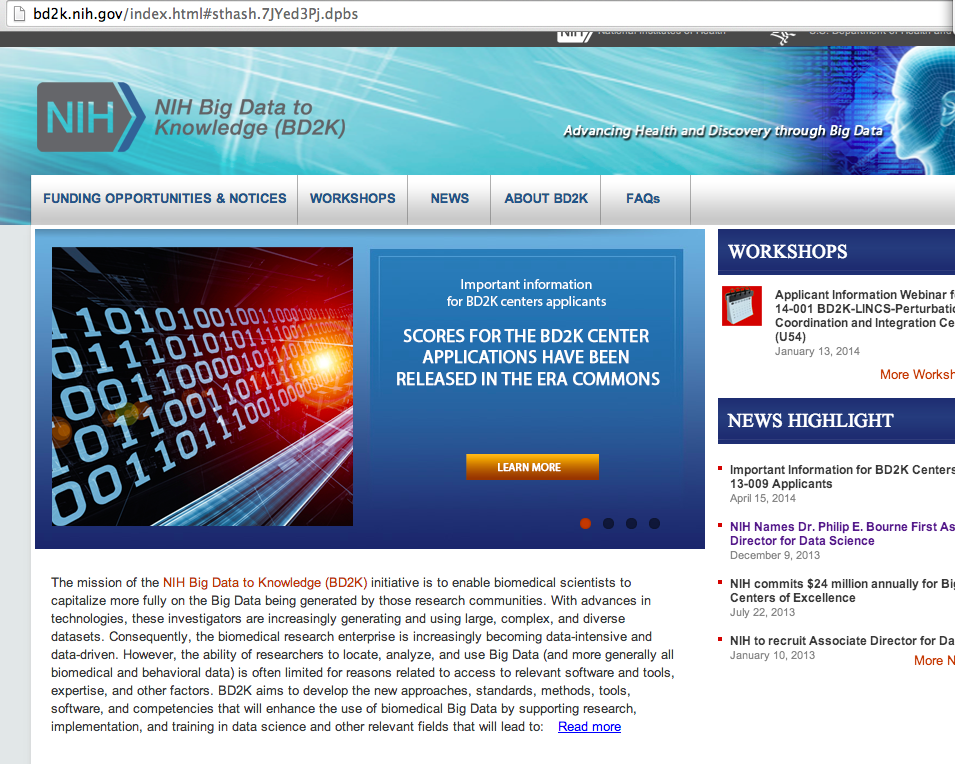 bd2k.nih.gov/index.html#sthash.7JYed3Pj.dpbs
NIH National Institutes of Health U.S. Department of Health and
NIH
NIH Big Data to
Knowledge (BD2K)
Advancing Health and Discovery through Big Data
FUNDING OPPORTUNITIES & NOTICES WORKSHOPS NEWS ABOUT BD2K FAQs
Important information
for BD2K centers applicants
SCORES FOR THE BD2K CENTER
APPLICATIONS HAVE BEEN
RELEASED IN THE ERA COMMONS
LEARN MORE
The mission of the NIH Big Data to Knowledge (BD2K) initiative is to enable biomedical scientists to
capitalize more fully on the Big Data being generated by those research communities. With advances in
technologies, these investigators are increasingly generating and using large, complex, and diverse
datasets. Consequently, the biomedical research enterprise is increasingly becoming data-intensive and
data-driven. However, the ability of researchers to locate, analyze, and use Big Data (and more generally all
biomedical and behavioral data) is often limited for reasons related to access to relevant software and tools,
expertise, and other factors. BD2K aims to develop the new approaches, standards, methods, tools,
software, and competencies that will enhance the use of biomedical Big Data by supporting research,
implementation, and training in data science and other relevant fields that will lead to: Read more
WORKSHOPS
Applicant Information Webinar f
14-001 BD2K-LINCS-Perturbatio
Coordination and Integration Ce
(U54)
January 13, 2014
More Worksh
NEWS HIGHLIGHT
Important Information for BD2K Centers
13-009 Applicants
April 15, 2014
NIH Names Dr. Philip E. Bourne First As
Director for Data Science
December 9, 2013
NIH commits $24 million annually for Big
Centers of Excellence
July 22, 2013
NIH to recruit Associate Director for Da
January 10, 2013
More N